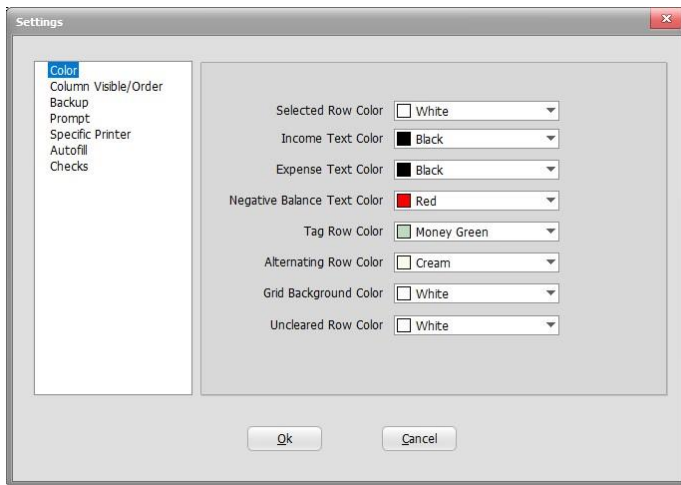 Settings
Color
Column Visible/Order
Backup
Prompt
Specific Printer
Autofill
Checks
Selected Row Color White
Income Text Color Black
Expense Text Color Black
Negative Balance Text Color Red
Tag Row Color Money Green
Alternating Row Color Cream
Grid Background Color White
Uncleared Row Color White
Ok Cancel